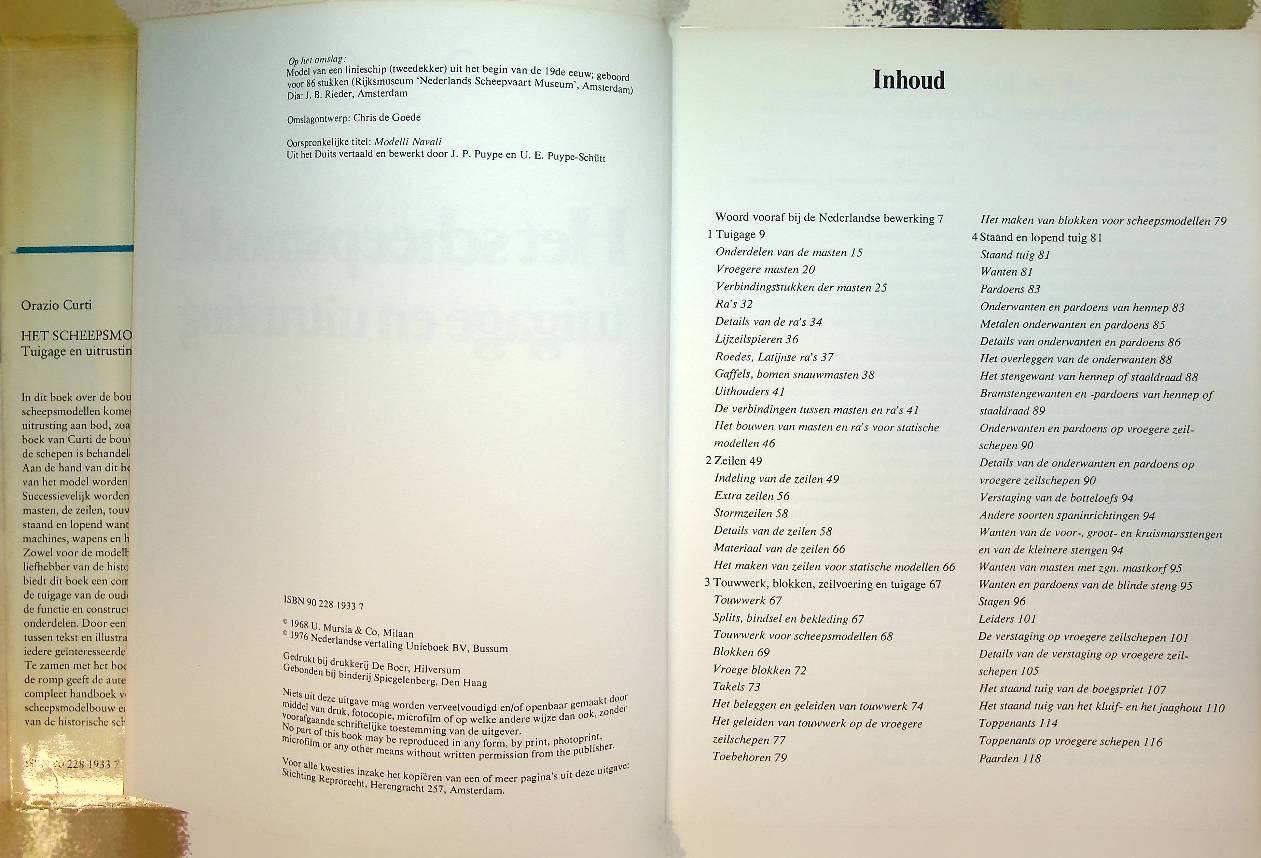 Orazio Curti
HET SCHEEPSMO
Tuigage en uitrustin
In dit boek over de bou
scheepsmodellen kome
uitrusting aan bod, zoa
boek van Curti de bou
de schepen is behandel
Aan de hand van dit b
van het model worden
Successievelijk worden
masten, de zeilen, touw
staand en lopend want
machines, wapens en h
Zowel voor de modelb
liefhebber van de histo
biedt dit boek een com
de tuigage van de oud
de functie en construct
onderdelen. Door een
tussen tekst en illustra
iedere geïnteresseerde
Te zamen met het boe
de romp geeft de aute
compleet handboek v
scheepsmodelbouw en
van de historische sch
228 1933 7
Op het omslag:
Model van een linieschip (tweedekker) uit het begin van de 19de eeuw; geboord
voor 86 stukken (Rijksmuseum 'Nederlands Scheepvaart Museum', Amsterdam)
Dia: J. B. Rieder, Amsterdam
Omslagontwerp: Chris de Goede
Oorspronkelijke titel: Modelli Navali
Uit het Duits vertaald en bewerkt door J. P. Puype en U. E. Puype-Schütt
ISBN 90 228 1933 7
© 1968 U. Mursia & Co, Milaan
© 1976 Nederlandse vertaling Unieboek BV, Bussum
Gedrukt bij drukkerij De Boer, Hilversum
Gebonden bij binderij Spiegelenberg, Den Haag
Niets uit deze uitgave mag worden verveelvoudigd en/of openbaar gemaakt door
middel van druk, fotocopie, microfilm of op welke andere wijze dan ook, zonder
voorafgaande schriftelijke toestemming van de uitgever.
No part of this book may be reproduced in any form, by print, photoprint,
microfilm or any other means without written permission from the publisher.
Voor alle kwesties inzake het kopiëren van een of meer pagina's uit deze uitgave:
Stichting Reprorecht, Herengracht 257, Amsterdam.
Inhoud
Woord vooraf bij de Nederlandse bewerking 7
1 Tuigage 9
Onderdelen van de masten 15
Vroegere masten 20
Verbindingsstukken der masten 25
Ra's 32
Details van de ra's 34
Lijzeilspieren 36
Roedes, Latijnse ra's 37
Gaffels, bomen snauwmasten 38
Uithouders 41
De verbindingen tussen masten en ra's 41
Het bouwen van masten en ra's voor statische
modellen 46
2 Zeilen 49
Indeling van de zeilen 49
Extra zeilen 56
Stormzeilen 58
Details van de zeilen 58
Materiaal van de zeilen 66
Het maken van zeilen voor statische modellen 66
3 Touwwerk, blokken, zeilvoering en tuigage 67
Touwwerk 67
Splits, bindsel en bekleding 67
Touwwerk voor scheepsmodellen 68
Blokken 69
Vroege blokken 72
Takels 73
Het beleggen en geleiden van touwwerk 74
Het geleiden van touwwerk op de vroegere
zeilschepen 77
Toebehoren 79
Het maken van blokken voor scheepsmodellen 79
4 Staand en lopend tuig 81
Staand tuig 81
Wanten 81
Pardoens 83
Onderwanten en pardoens van hennep 83
Metalen onderwanten en pardoens 85
Details van onderwanten en pardoens 86
Het overleggen van de onderwanten 88
Het stengewant van hennep of staaldraad 88
Bramstengewanten en -pardoens van hennep of
staaldraad 89
Onderwanten en pardoens op vroegere zeil-
schepen 90
Details van de onderwanten en pardoens op
vroegere zeilschepen 90
Verstaging van de botteloefs 94
Andere soorten spaninrichtingen 94
Wanten van de voor-, groot- en kruismarsstengen
en van de kleinere stengen 94
Wanten van masten met zgn. mastkorf 95
Wanten en pardoens van de blinde steng 95
Stagen 96
Leiders 101
De verstaging op vroegere zeilschepen 101
Details van de verstaging op vroegere zeil-
schepen 105
Het staand tuig van de boegspriet 107
Het staand tuig van het kluif- en het jaaghout 110
Toppenants 114
Toppenants op vroegere schepen 116
Paarden 118